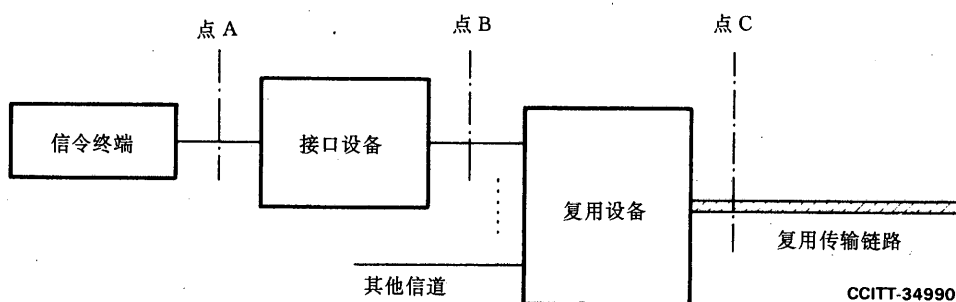 点 A
点 B
点 C
信令终端
接口设备
复用设备
复用传输链路
其他信道
CCITT-34990